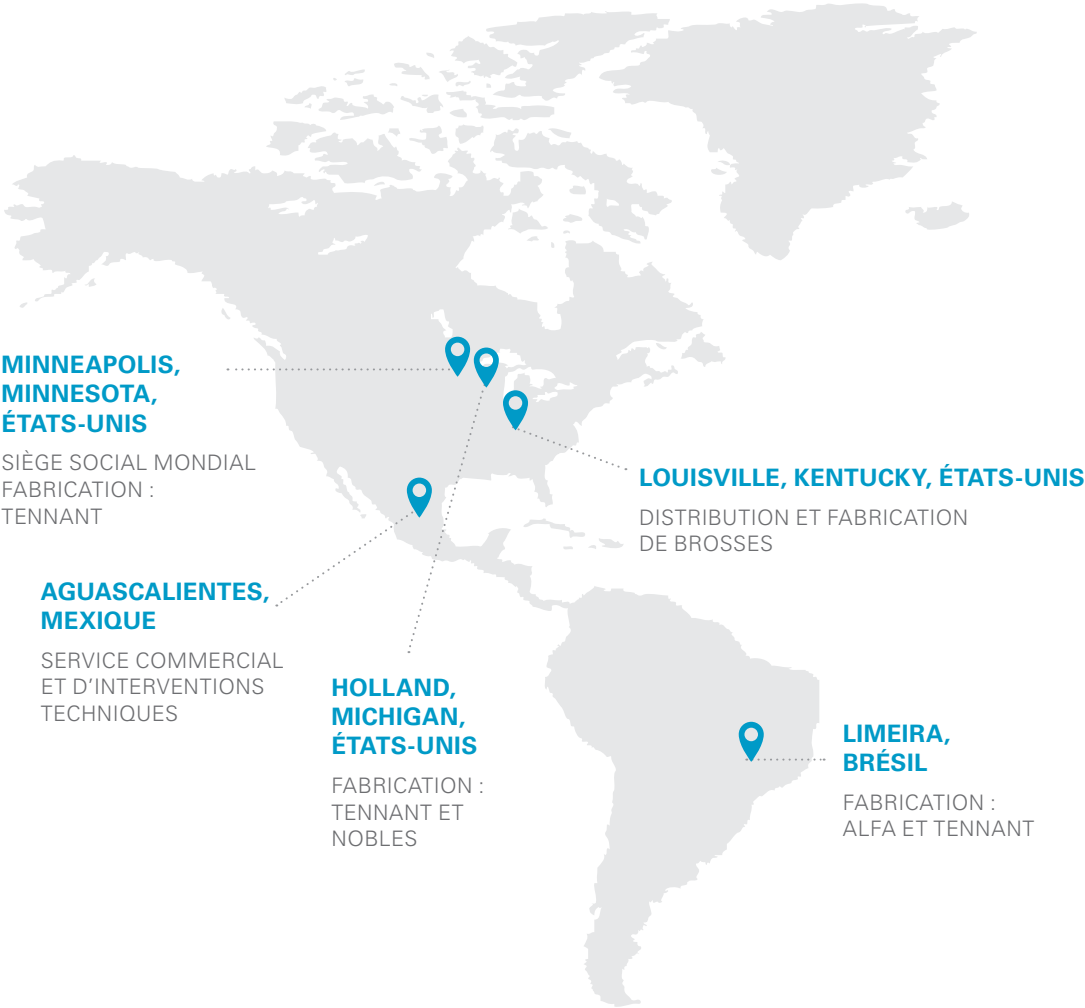 MINNEAPOLIS,
MINNESOTA,
ÉTATS-UNIS
SIÈGE SOCIAL MONDIAL
FABRICATION :
TENNANT
LOUISVILLE, KENTUCKY, ÉTATS-UNIS
DISTRIBUTION ET FABRICATION
DE BROSSES
AGUASCALIENTES,
MEXIQUE
SERVICE COMMERCIAL
ET D'INTERVENTIONS
TECHNIQUES
HOLLAND,
MICHIGAN,
ÉTATS-UNIS
FABRICATION :
TENNANT ET
NOBLES
LIMEIRA,
BRÉSIL
FABRICATION :
ALFA ET TENNANT